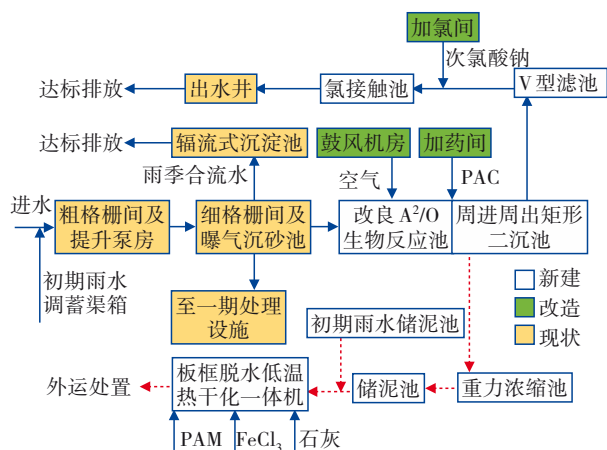 加氯间
次氯酸钠
达标排放
出水井
氯接触池
V型滤池
达标排放
辐流式沉淀池
鼓风机房
加药间
雨季合流水
空气
PAC
进水
粗格栅间及
提升泵房
细格栅间及
曝气沉砂池
改良 A²/O
生物反应池
周进周出矩形
二沉池
初期雨水
调蓄渠箱
至一期处理
设施
初期雨水储泥池
新建
改造
现状
外运处置
板框脱水低温
热干化一体机
储泥池
重力浓缩池
PAM
FeCl₃
石灰